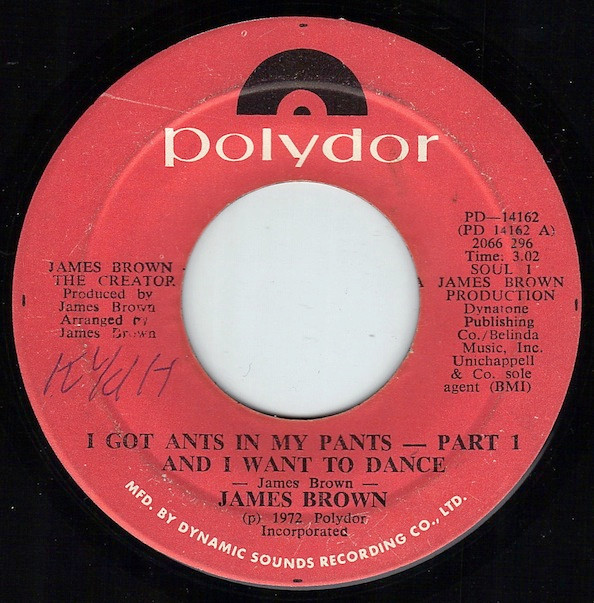 polydor
PD—14162
(PD 14162 A)
2066 296
Time: 3.02
SOUL 1
A JAMES BROWN
PRODUCTION
Dynatone
Publishing
Co./Belinda
Music, Inc.
Unichappell
& Co. sole
agent (BMI)
JAMES BROWN -
THE CREATOR
Produced by
James Brown
Arranged by
James Brown
I GOT ANTS IN MY PANTS — PART 1
AND I WANT TO DANCE
— James Brown —
JAMES BROWN
(p) 1972 Polydor
Incorporated
MFD. BY DYNAMIC SOUNDS RECORDING CO., LTD.